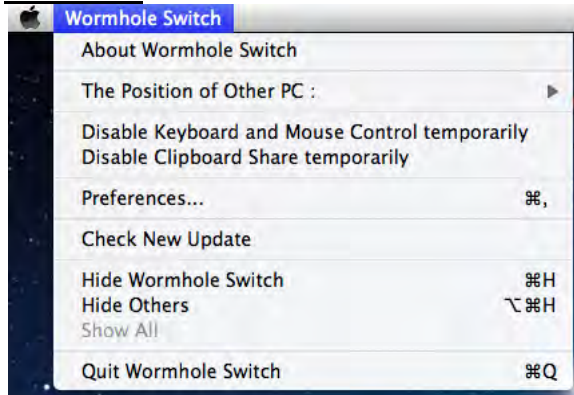 Wormhole Switch
About Wormhole Switch
The Position of Other PC :
Disable Keyboard and Mouse Control temporarily
Disable Clipboard Share temporarily
Preferences... ⌘,
Check New Update
Hide Wormhole Switch ⌘H
Hide Others ⌥⌘H
Show All
Quit Wormhole Switch ⌘Q